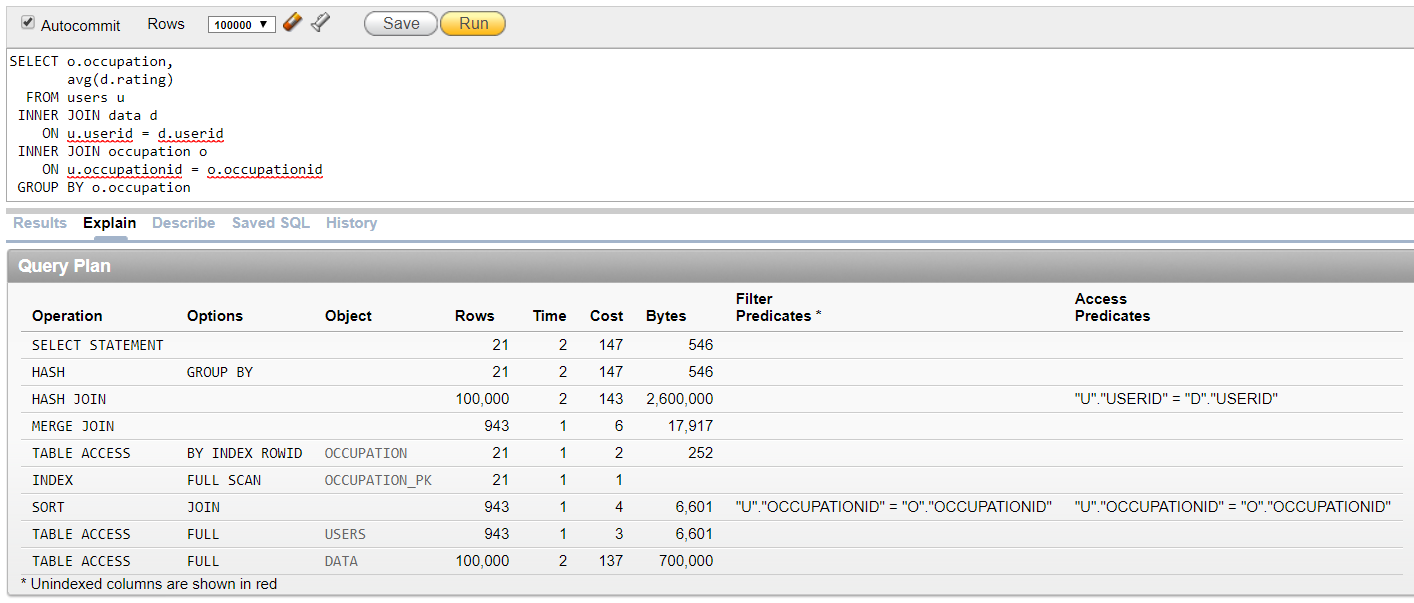 Autocommit Rows 100000 Save Run
SELECT o.occupation,
avg(d.rating)
FROM users u
INNER JOIN data d
ON u.userid = d.userid
INNER JOIN occupation o
ON u.occupationid = o.occupationid
GROUP BY o.occupation
Results Explain Describe Saved SQL History
Query Plan
Operation Options Object Rows Time Cost Bytes Filter Predicates * Access Predicates
SELECT STATEMENT 21 2 147 546
HASH GROUP BY 21 2 147 546
HASH JOIN 100,000 2 143 2,600,000 "U"."USERID" = "D"."USERID"
MERGE JOIN 943 1 6 17,917
TABLE ACCESS BY INDEX ROWID OCCUPATION 21 1 2 252
INDEX FULL SCAN OCCUPATION_PK 21 1 1
SORT JOIN 943 1 4 6,601 "U"."OCCUPATIONID" = "O"."OCCUPATIONID" "U"."OCCUPATIONID" = "O"."OCCUPATIONID"
TABLE ACCESS FULL USERS 943 1 3 6,601
TABLE ACCESS FULL DATA 100,000 2 137 700,000
* Unindexed columns are shown in red